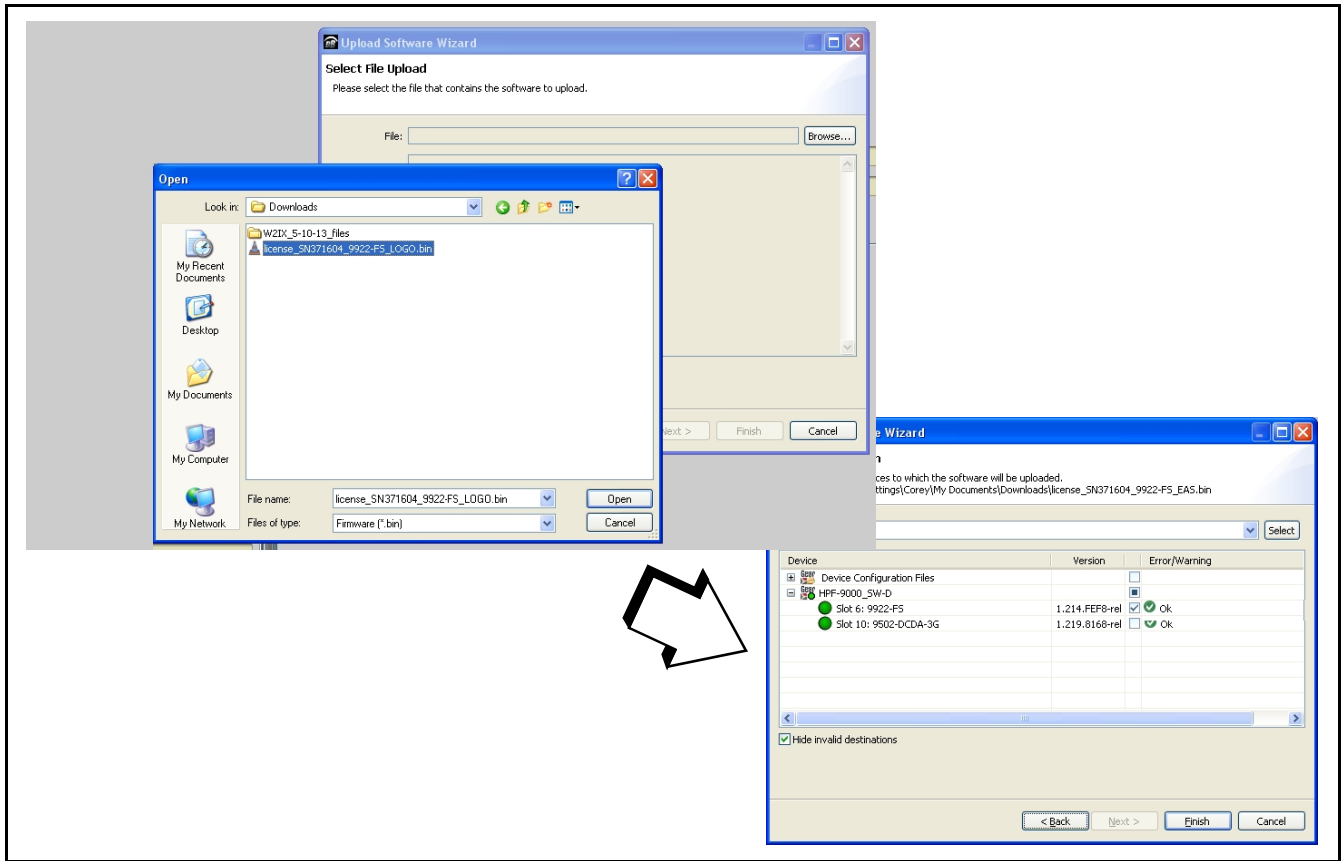 Upload Software Wizard
Select File Upload
Please select the file that contains the software to upload.
File:
Browse...
Open
Look in:
Downloads
My Recent
Documents
Desktop
My Documents
My Computer
My Network
W2IX_5-10-13_files
license_SN371604_9922-FS_LOGO.bin
File name:
license_SN371604_9922-FS_LOGO.bin
Open
Files of type:
Firmware (*.bin)
Cancel
Next >
Finish
Cancel
Wizard
ces to which the software will be uploaded.
ttings\Corey\My Documents\Downloads\license_SN371604_9922-FS_EAS.bin
Select
Device Version Error/Warning
Device Configuration Files
HPF-9000_SW-D
Slot 6: 9922-FS 1.214.FEF8-rel Ok
Slot 10: 9502-DCDA-3G 1.219.8168-rel Ok
Hide invalid destinations
< Back
Next >
Finish
Cancel